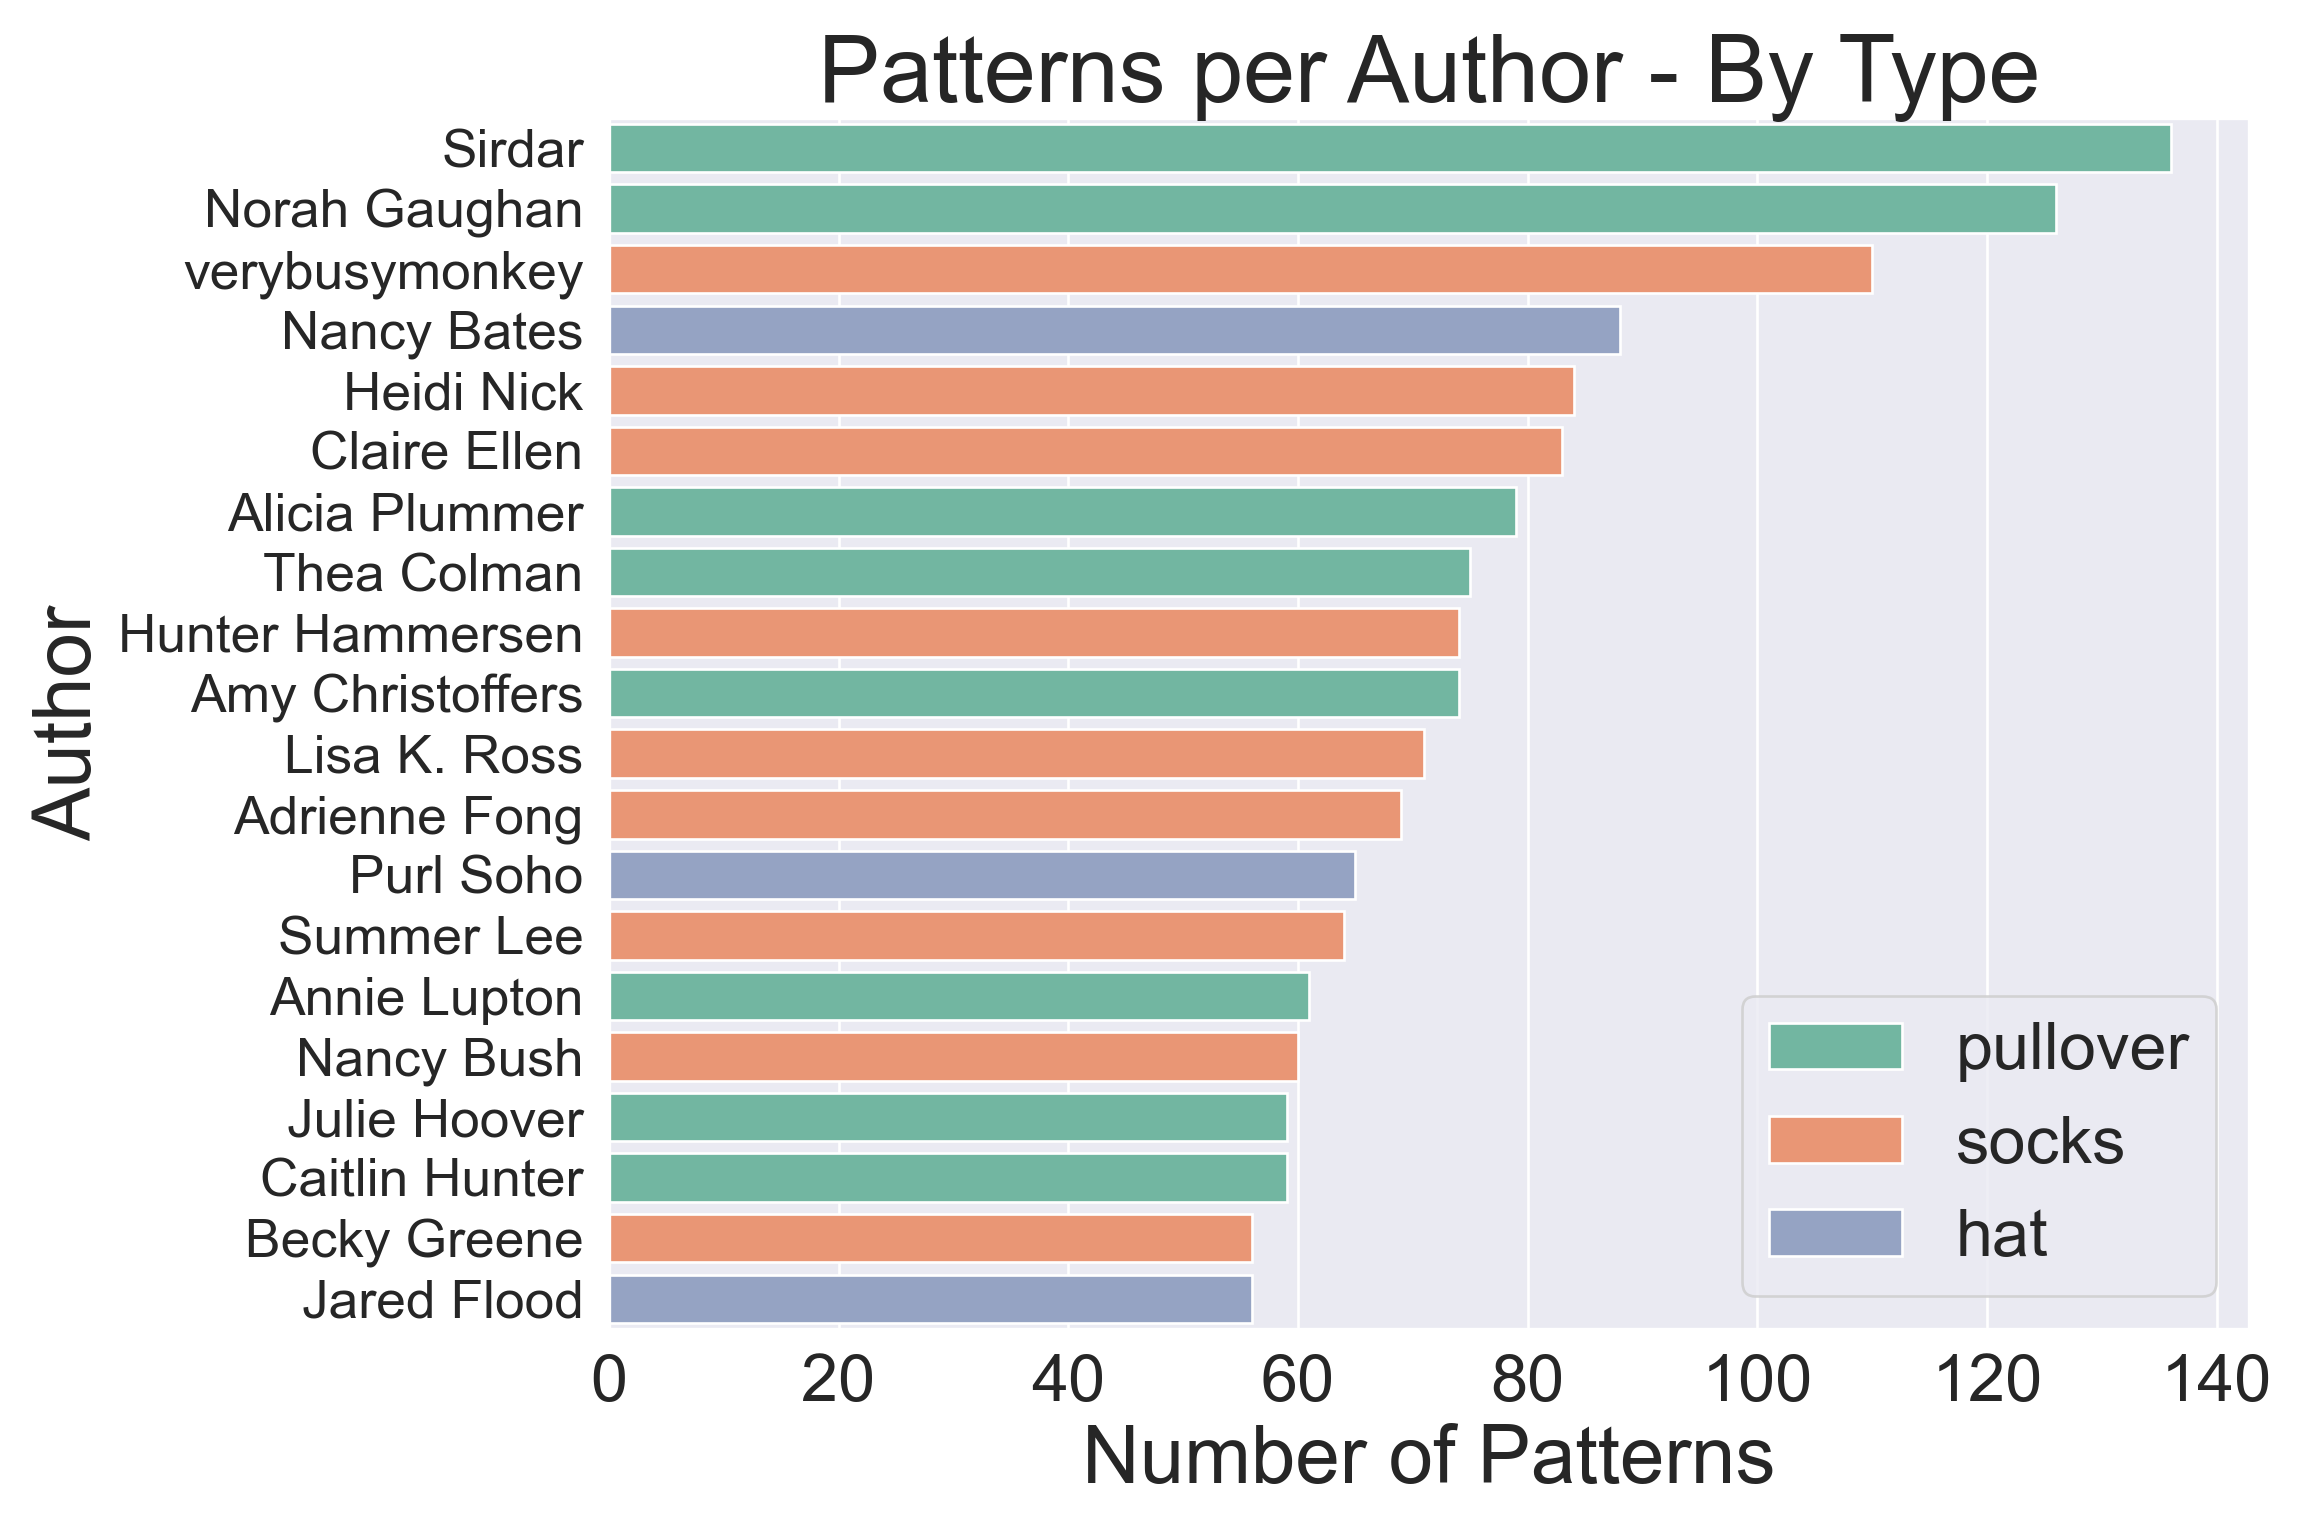 Patterns per Author - By Type
Sirdar
Norah Gaughan
verybusymonkey
Nancy Bates
Heidi Nick
Claire Ellen
Alicia Plummer
Thea Colman
Hunter Hammersen
Amy Christoffers
Lisa K. Ross
Adrienne Fong
Purl Soho
Summer Lee
Annie Lupton
Nancy Bush
Julie Hoover
Caitlin Hunter
Becky Greene
Jared Flood
Author
pullover
socks
hat
0 20 40 60 80 100 120 140
Number of Patterns